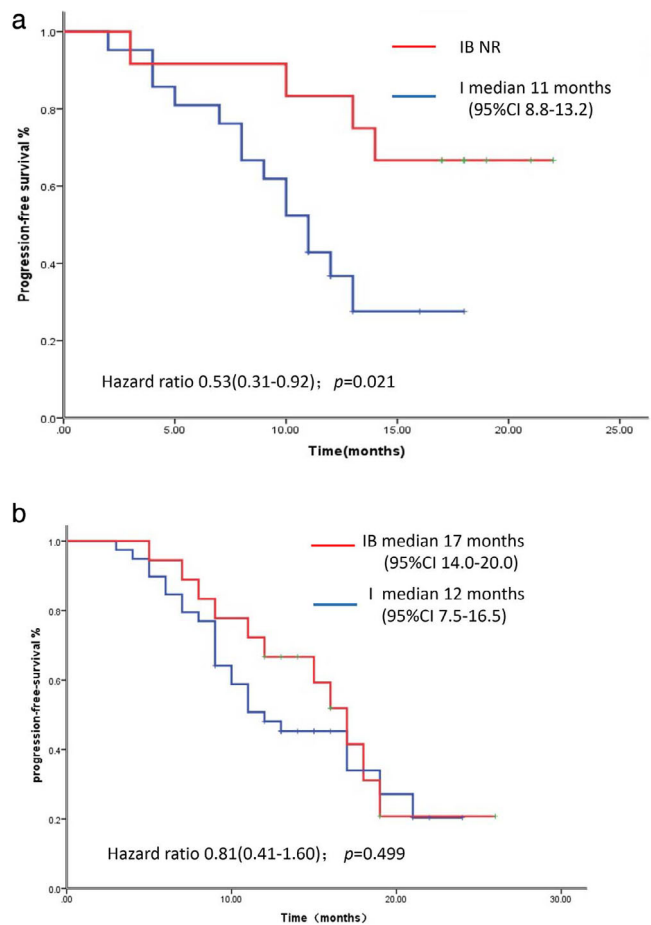 a
1.0
0.8
0.6
0.4
0.2
0.0
Progression-free survival %
IB NR
I median 11 months
(95%CI 8.8-13.2)
Hazard ratio 0.53(0.31-0.92); p=0.021
.00 5.00 10.00 15.00 20.00 25.00
Time(months)
b
1.0
0.8
0.6
0.4
0.2
0.0
progression-free-survival %
IB median 17 months
(95%CI 14.0-20.0)
I median 12 months
(95%CI 7.5-16.5)
Hazard ratio 0.81(0.41-1.60); p=0.499
.00 10.00 20.00 30.00
Time (months)